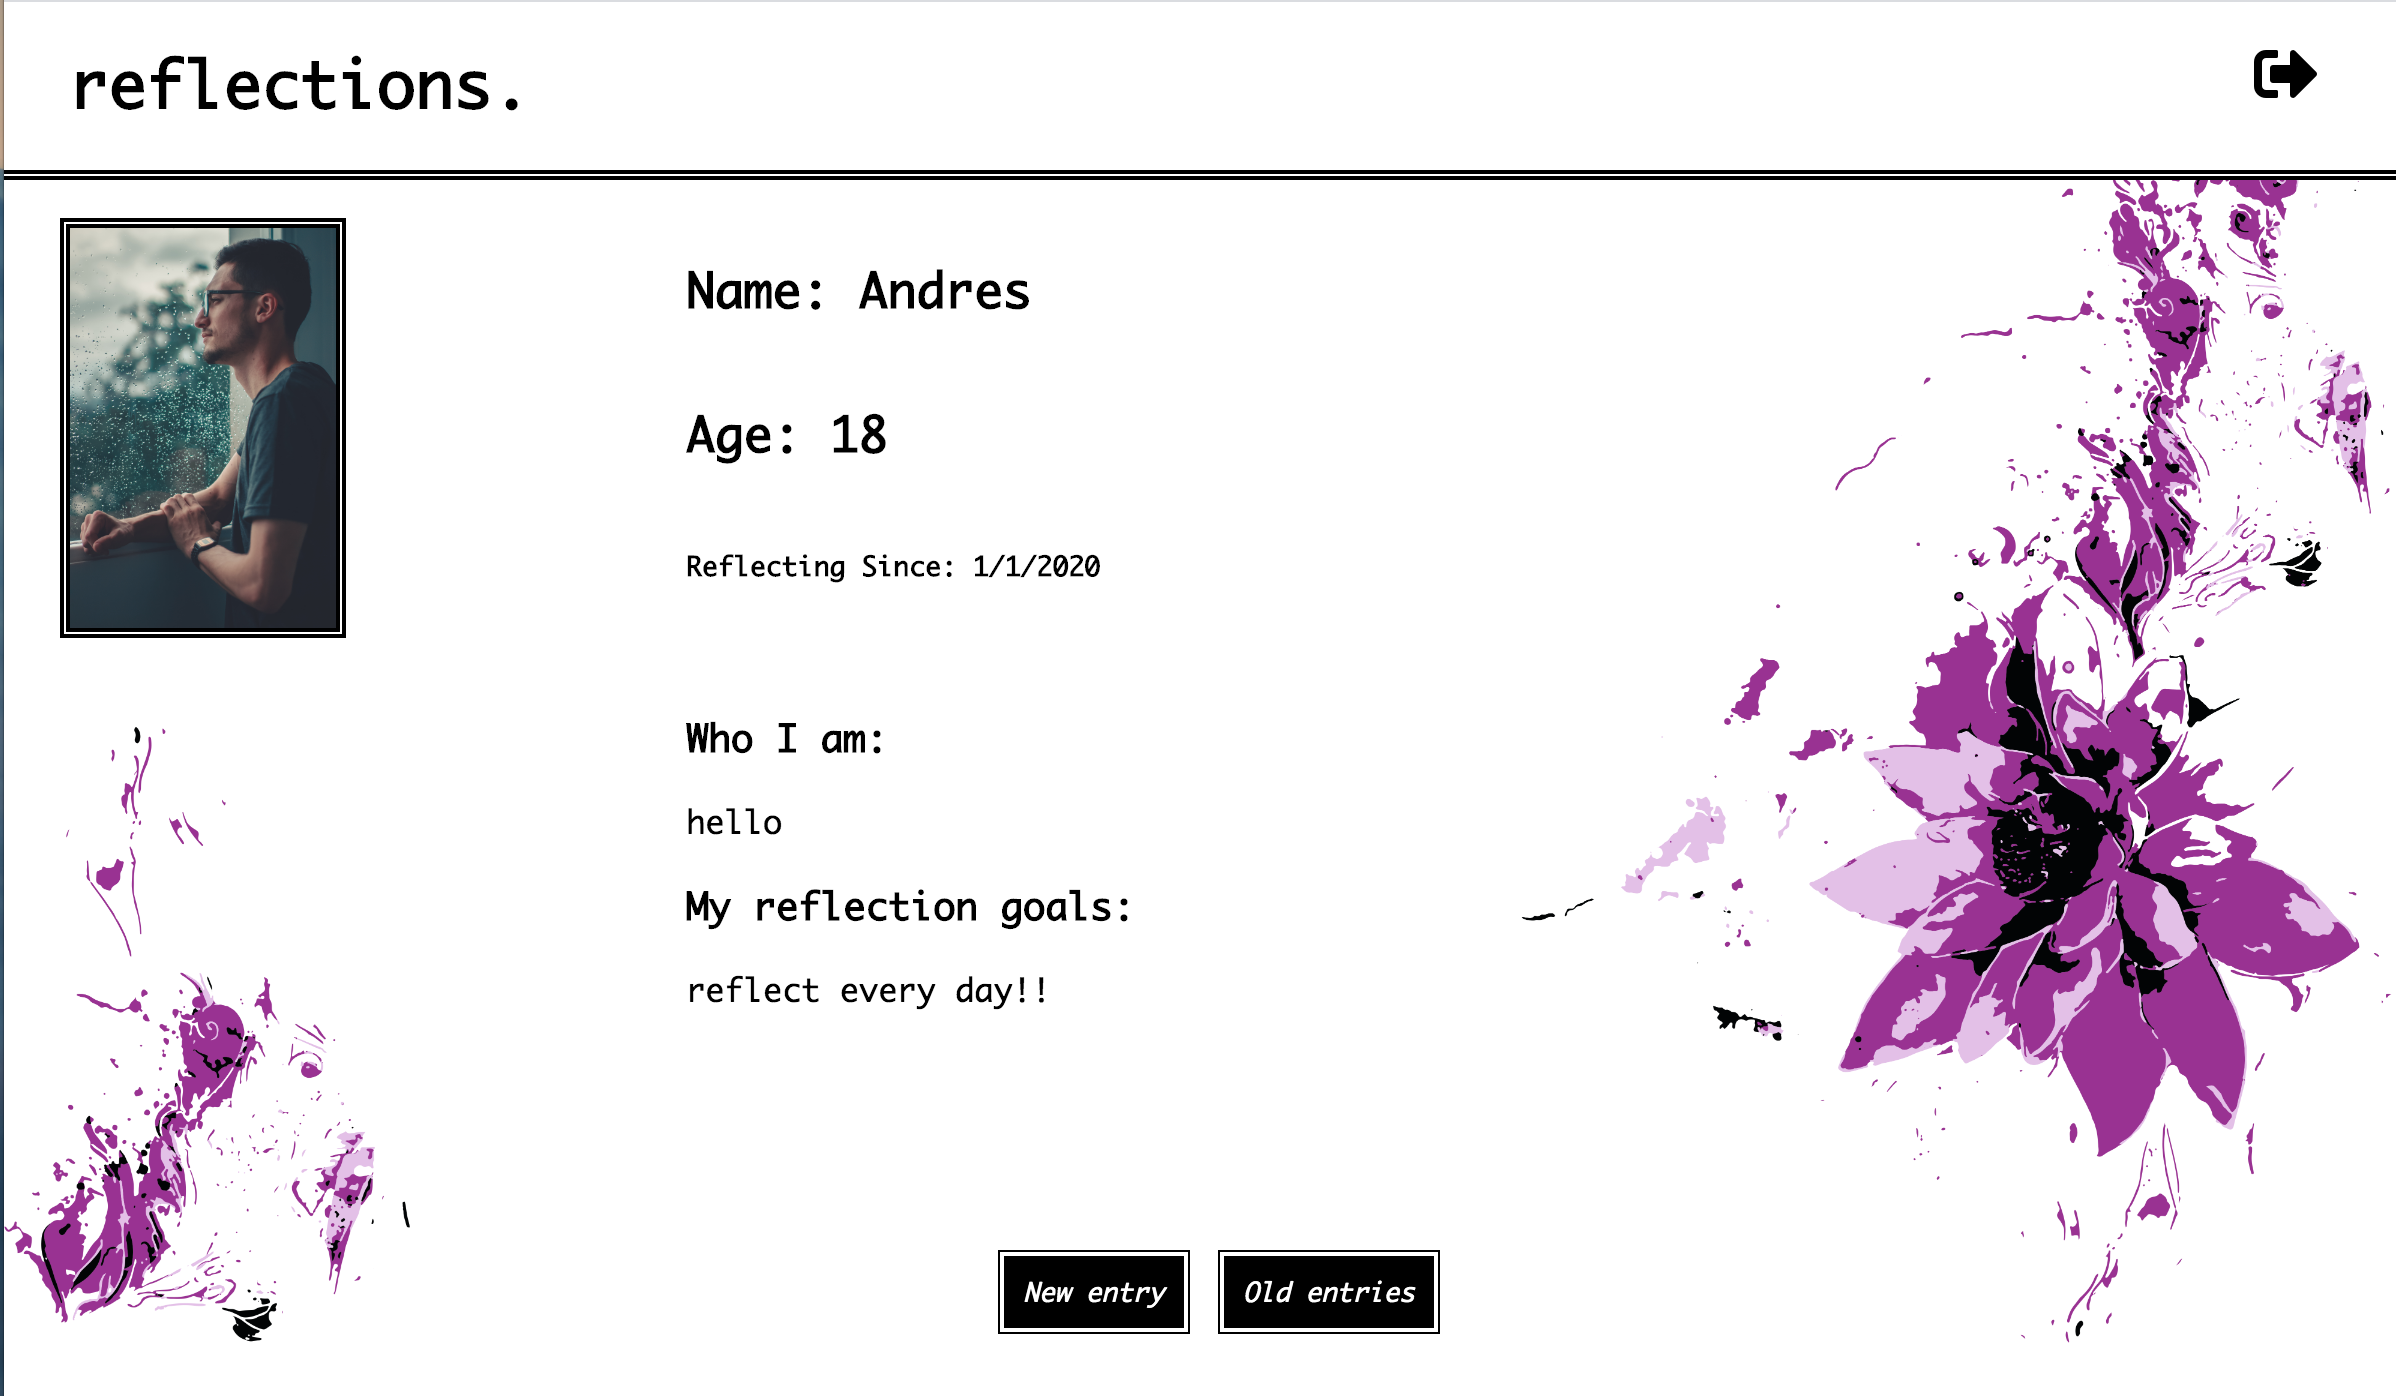 reflections.
Name: Andres
Age: 18
Reflecting Since: 1/1/2020
Who I am:
hello
My reflection goals:
reflect every day!!
New entry
Old entries